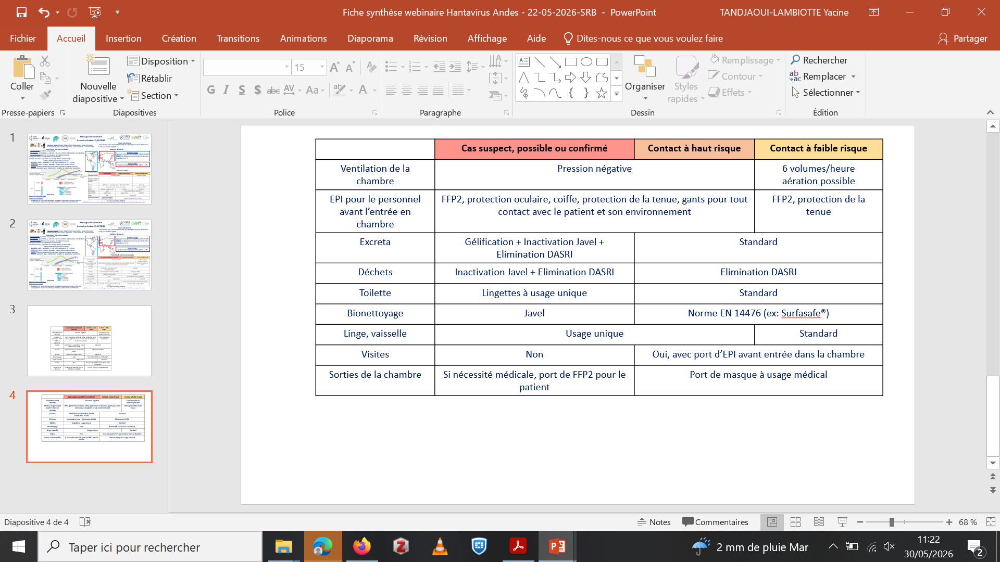 Fiche synthèse webinaire Hantavirus Andes - 22-05-2026-SRB - PowerPoint
TANDJAOUI-LAMBIOTTE Yacine
Fichier
Accueil
Insertion
Création
Transitions
Animations
Diaporama
Révision
Affichage
Aide
Dites-nous ce que vous voulez faire
Partager
Coller
Presse-papiers
Nouvelle
diapositive
Disposition
Rétablir
Section
Diapositives
15
G I S S abc AV Aa A
Police
Paragraphe
Organiser
Styles
rapides
Remplissage
Contour
Effets
Dessin
Rechercher
Remplacer
Sélectionner
Édition
1
2
3
4
Cas suspect, possible ou confirmé
Contact à haut risque
Contact à faible risque
Ventilation de la
chambre
Pression négative
6 volumes/heure
aération possible
EPI pour le personnel
avant l’entrée en
chambre
FFP2, protection oculaire, coiffe, protection de la tenue, gants pour tout
contact avec le patient et son environnement
FFP2, protection de la
tenue
Excreta
Gélification + Inactivation Javel +
Elimination DASRI
Standard
Déchets
Inactivation Javel + Elimination DASRI
Elimination DASRI
Toilette
Lingettes à usage unique
Standard
Bionettoyage
Javel
Norme EN 14476 (ex: Surfasafe®)
Linge, vaisselle
Usage unique
Standard
Visites
Non
Oui, avec port d’EPI avant entrée dans la chambre
Sorties de la chambre
Si nécessité médicale, port de FFP2 pour le
patient
Port de masque à usage médical
Diapositive 4 de 4
Notes
Commentaires
68 %
Taper ici pour rechercher
2 mm de pluie Mar
11:22
30/05/2026
2